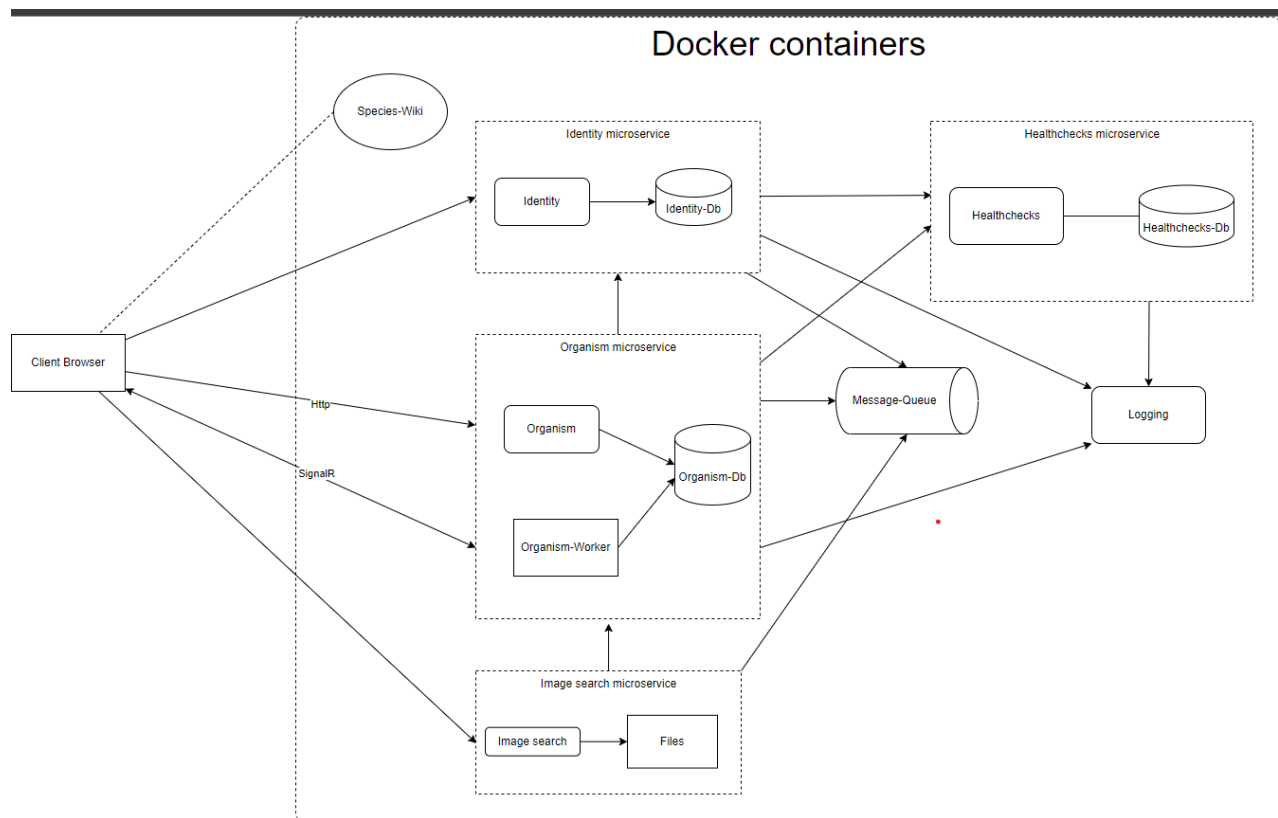 Docker containers
Species-Wiki
Identity microservice
Healthchecks microservice
Identity
Identity-Db
Healthchecks
Healthchecks-Db
Client Browser
Organism microservice
Http
Message-Queue
Logging
Organism
SignalR
Organism-Db
Organism-Worker
Image search microservice
Image search
Files